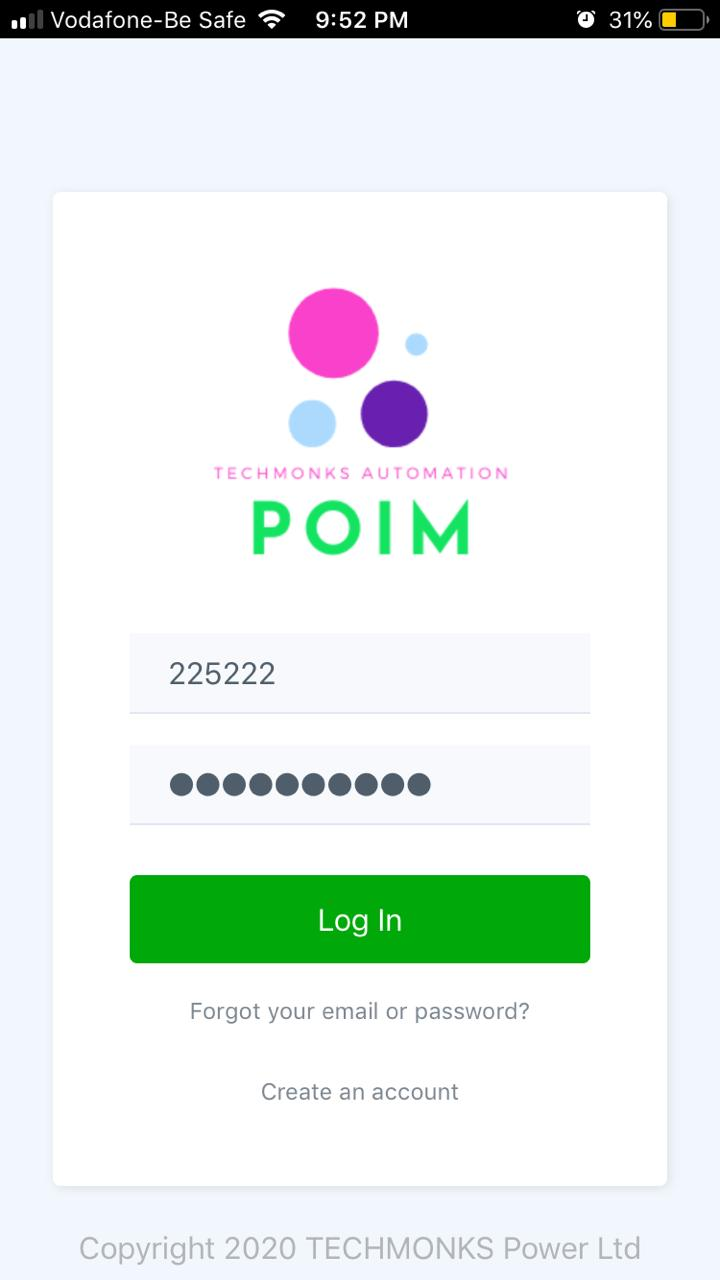 Vodafone-Be Safe 9:52 PM 31%
TECHMONKS AUTOMATION
POIM
225222
●●●●●●●●●●
Log In
Forgot your email or password?
Create an account
Copyright 2020 TECHMONKS Power Ltd